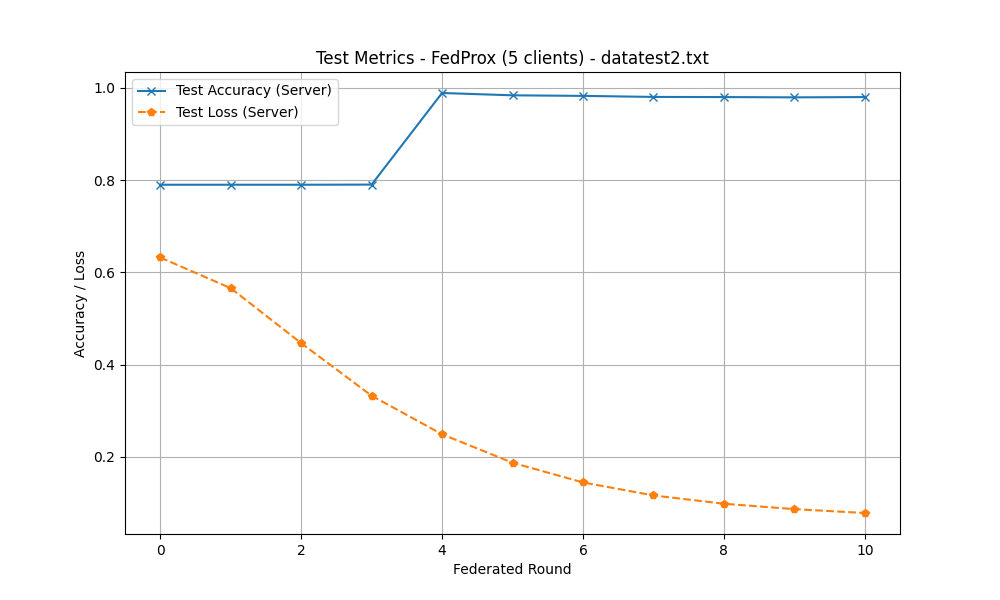 Test Metrics - FedProx (5 clients) - datatest2.txt
Test Accuracy (Server)
Test Loss (Server)
Accuracy / Loss
1.0
0.8
0.6
0.4
0.2
0 2 4 6 8 10
Federated Round